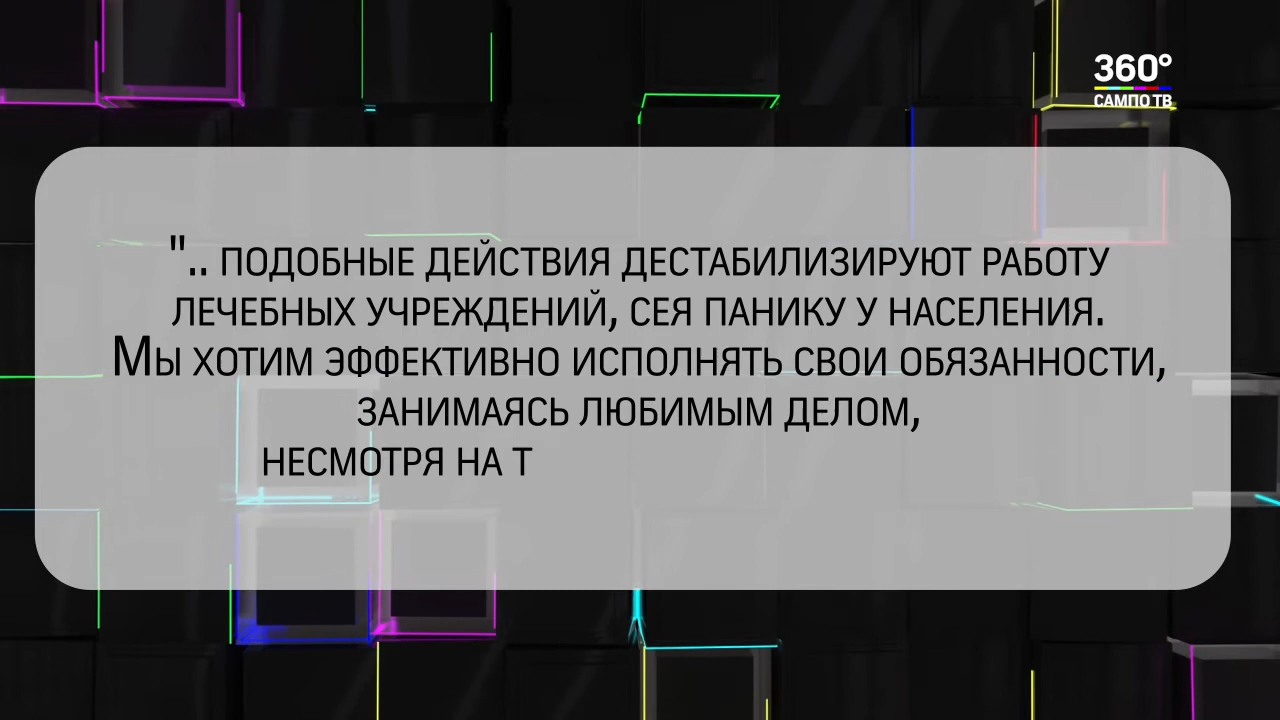 360°
САМПО ТВ
".. ПОДОБНЫЕ ДЕЙСТВИЯ ДЕСТАБИЛИЗИРУЮТ РАБОТУ
ЛЕЧЕБНЫХ УЧРЕЖДЕНИЙ, СЕЯ ПАНИКУ У НАСЕЛЕНИЯ.
МЫ ХОТИМ ЭФФЕКТИВНО ИСПОЛНЯТЬ СВОИ ОБЯЗАННОСТИ,
ЗАНИМАЯСЬ ЛЮБИМЫМ ДЕЛОМ,
НЕСМОТРЯ НА Т